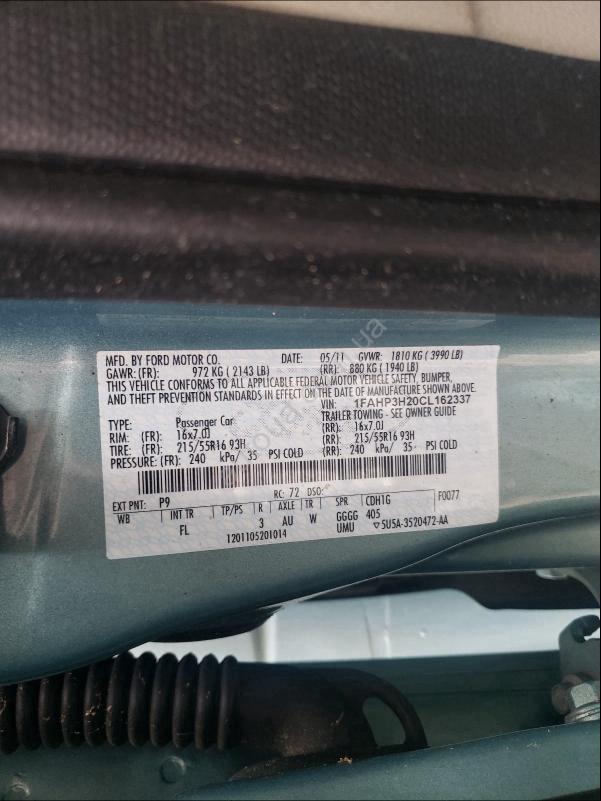 MFD. BY FORD MOTOR CO. DATE: 05/11 GVWR: 1810 KG ( 3990 LB)
GAWR: (FR): 972 KG ( 2143 LB) (RR): 880 KG ( 1940 LB)
THIS VEHICLE CONFORMS TO ALL APPLICABLE FEDERAL MOTOR VEHICLE SAFETY, BUMPER,
AND THEFT PREVENTION STANDARDS IN EFFECT ON THE DATE OF MANUFACTURE SHOWN ABOVE.
VIN: 1FAHP3H20CL162337
TYPE: Passenger Car TRAILER TOWING - SEE OWNER GUIDE
RIM: (FR): 16x7.0J (RR): 16x7.0J
TIRE: (FR): 215/55R16 93H (RR): 215/55R16 93H
PRESSURE: (FR): 240 kPa/ 35 PSI COLD (RR): 240 kPa/ 35 PSI COLD
RC: 72 DSO: F0077
EXT PNT: P9
WB INT TR TP/PS R AXLE TR SPR CDH1G
FL 3 AU W GGGG 405
UMU ▽5U5A-3520472-AA
1201105201014